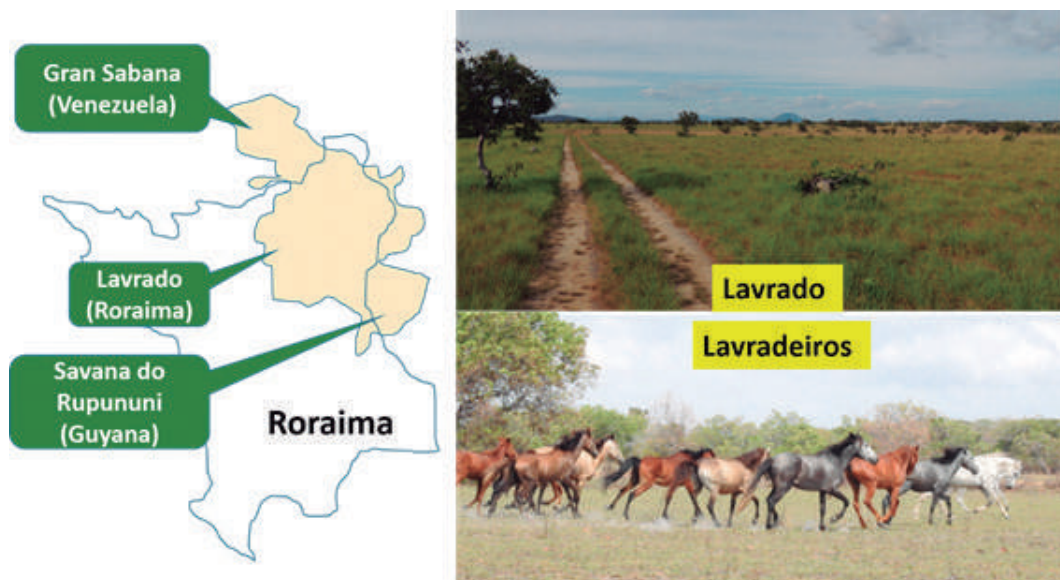 Gran Sabana
(Venezuela)
Lavrado
(Roraima)
Savana do
Rupununi
(Guyana)
Roraima
Lavrado
Lavradeiros